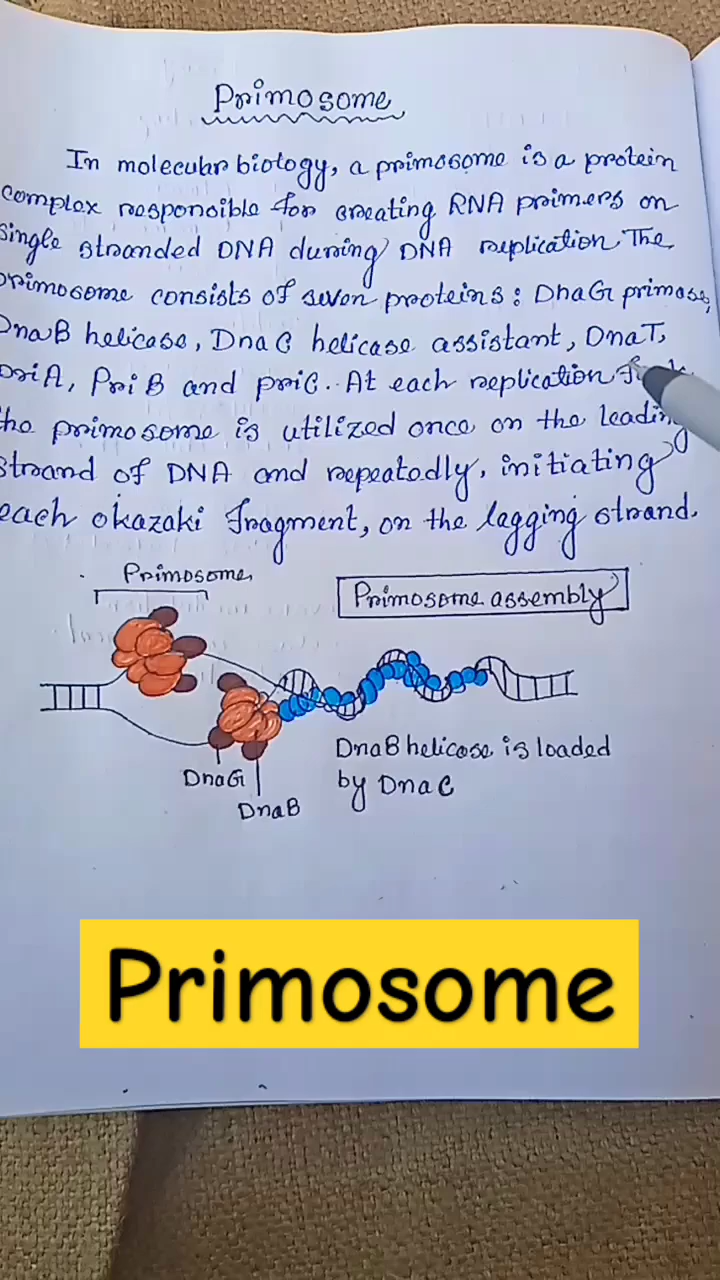 Primosome
In molecular biology, a primosome is a protein
complex responsible for creating RNA primers on
single stranded DNA during DNA replication The
primosome consists of seven proteins: DnaG primase,
DnaB helicase, DnaC helicase assistant, DnaT,
PriA, Pri B and priC.. At each replication fork
the primosome is utilized once on the leading
strand of DNA and repeatedly, initiating
each okazaki fragment, on the lagging strand.
Primosome
Primosome assembly
DnaG
DnaB
DnaB helicase is loaded
by Dna C
Primosome